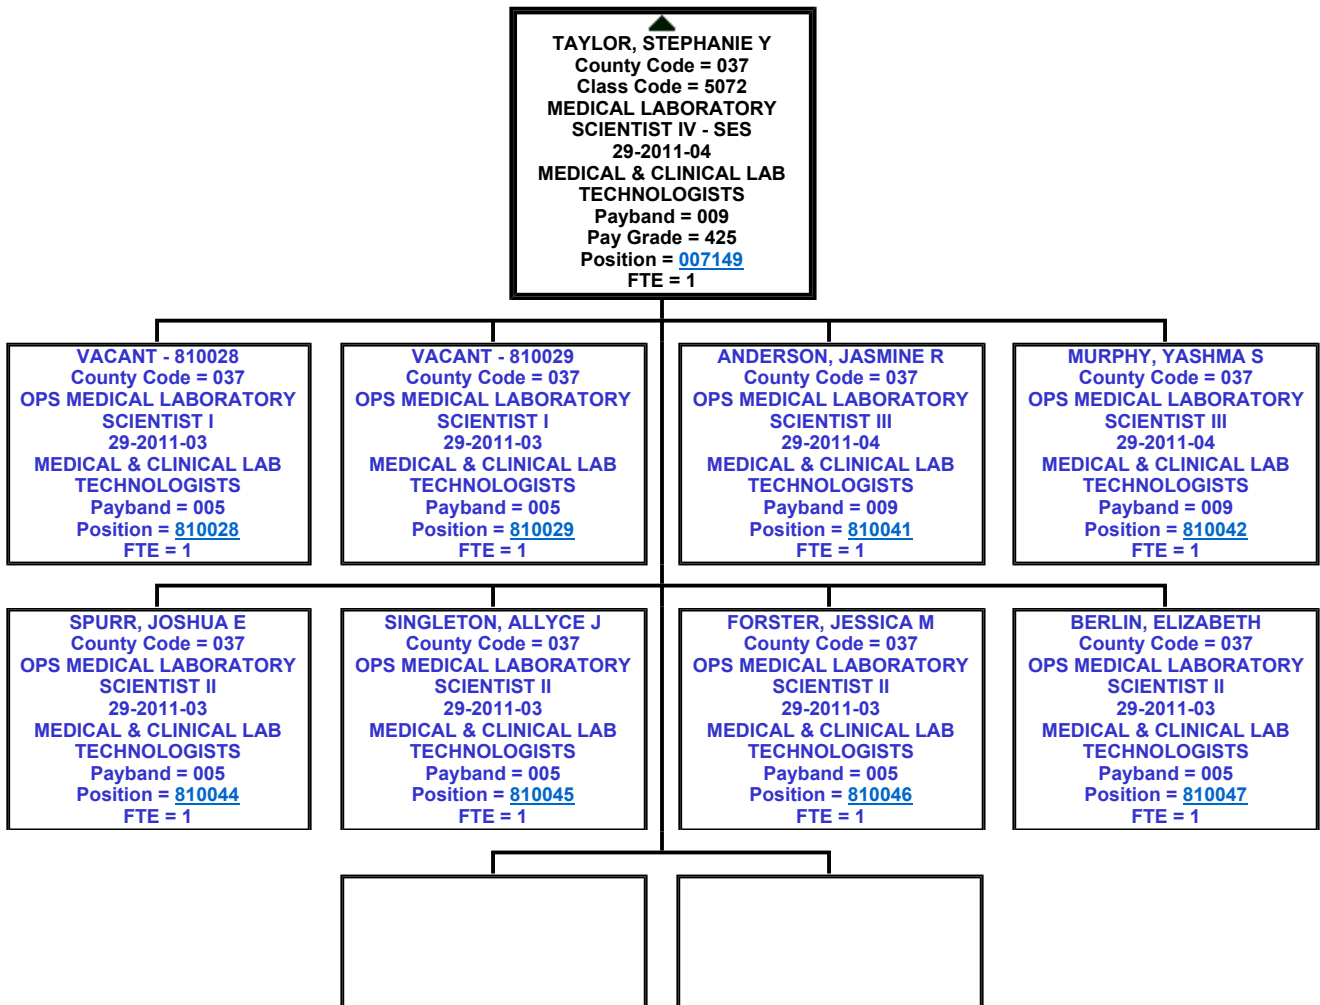 TAYLOR, STEPHANIE Y
County Code = 037
Class Code = 5072
MEDICAL LABORATORY
SCIENTIST IV - SES
29-2011-04
MEDICAL & CLINICAL LAB
TECHNOLOGISTS
Payband = 009
Pay Grade = 425
Position = 007149
FTE = 1
VACANT - 810028
County Code = 037
OPS MEDICAL LABORATORY
SCIENTIST I
29-2011-03
MEDICAL & CLINICAL LAB
TECHNOLOGISTS
Payband = 005
Position = 810028
FTE = 1
VACANT - 810029
County Code = 037
OPS MEDICAL LABORATORY
SCIENTIST I
29-2011-03
MEDICAL & CLINICAL LAB
TECHNOLOGISTS
Payband = 005
Position = 810029
FTE = 1
ANDERSON, JASMINE R
County Code = 037
OPS MEDICAL LABORATORY
SCIENTIST III
29-2011-04
MEDICAL & CLINICAL LAB
TECHNOLOGISTS
Payband = 009
Position = 810041
FTE = 1
MURPHY, YASHMA S
County Code = 037
OPS MEDICAL LABORATORY
SCIENTIST III
29-2011-04
MEDICAL & CLINICAL LAB
TECHNOLOGISTS
Payband = 009
Position = 810042
FTE = 1
SPURR, JOSHUA E
County Code = 037
OPS MEDICAL LABORATORY
SCIENTIST II
29-2011-03
MEDICAL & CLINICAL LAB
TECHNOLOGISTS
Payband = 005
Position = 810044
FTE = 1
SINGLETON, ALLYCE J
County Code = 037
OPS MEDICAL LABORATORY
SCIENTIST II
29-2011-03
MEDICAL & CLINICAL LAB
TECHNOLOGISTS
Payband = 005
Position = 810045
FTE = 1
FORSTER, JESSICA M
County Code = 037
OPS MEDICAL LABORATORY
SCIENTIST II
29-2011-03
MEDICAL & CLINICAL LAB
TECHNOLOGISTS
Payband = 005
Position = 810046
FTE = 1
BERLIN, ELIZABETH
County Code = 037
OPS MEDICAL LABORATORY
SCIENTIST II
29-2011-03
MEDICAL & CLINICAL LAB
TECHNOLOGISTS
Payband = 005
Position = 810047
FTE = 1